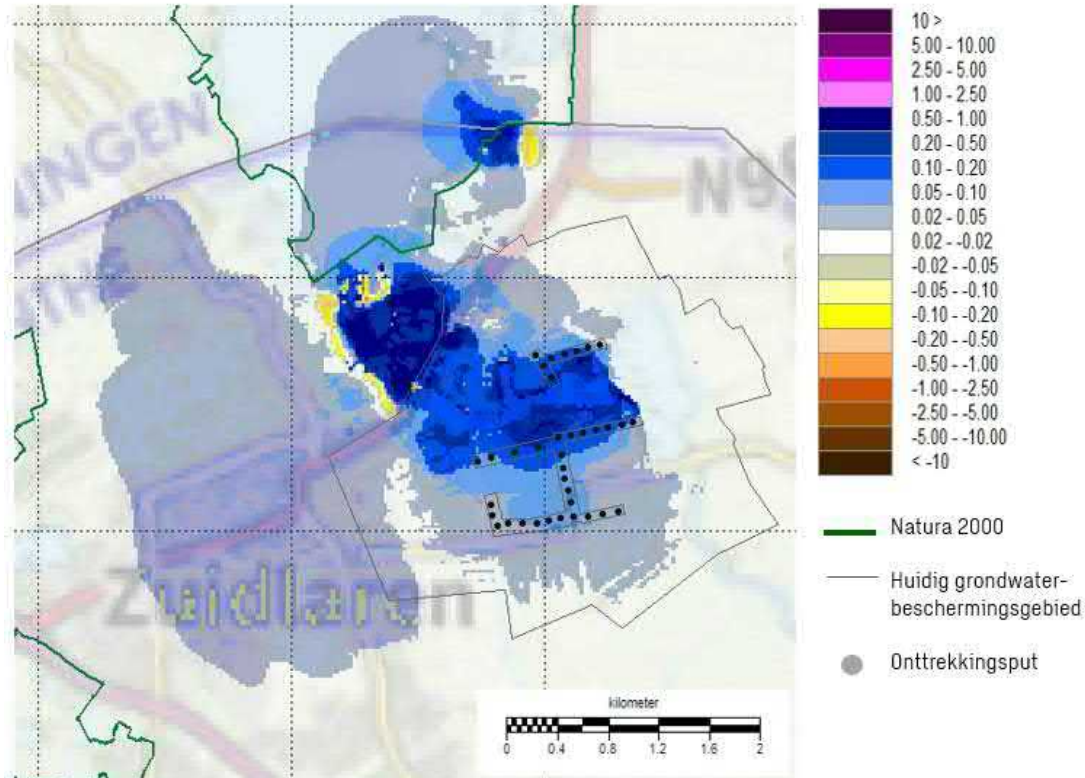 NINGEN
N9
Zuidlaren
kilometer
0 0.4 0.8 1.2 1.6 2
10 >
5.00 - 10.00
2.50 - 5.00
1.00 - 2.50
0.50 - 1.00
0.20 - 0.50
0.10 - 0.20
0.05 - 0.10
0.02 - 0.05
0.02 - -0.02
-0.02 - -0.05
-0.05 - -0.10
-0.10 - -0.20
-0.20 - -0.50
-0.50 - -1.00
-1.00 - -2.50
-2.50 - -5.00
-5.00 - -10.00
< -10
Natura 2000
Huidig grondwater-
beschermingsgebied
Onttrekkingsput